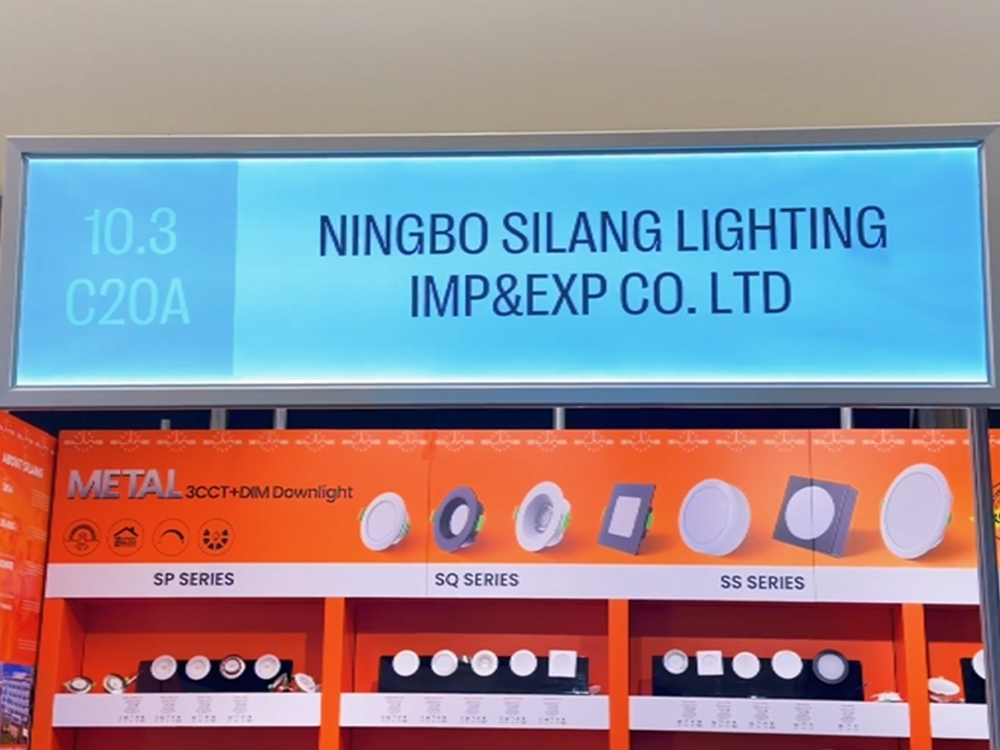 10.3
C20A
NINGBO SILANG LIGHTING
IMP&EXP CO. LTD
METAL 3CCT+DIM Downlight
SP SERIES
SQ SERIES
SS SERIES